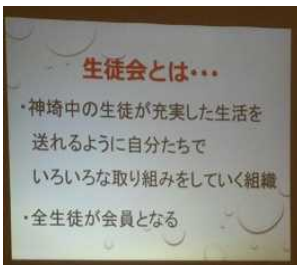 生徒会とは・・・
・神埼中の生徒が充実した生活を
送れるように自分たちで
いろいろな取り組みをしていく組織
・全生徒が会員となる